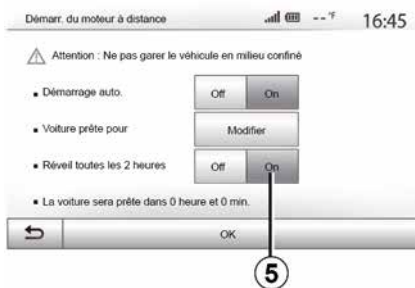 Démarr. du moteur à distance -- °F 16:45
Attention : Ne pas garer le véhicule en milieu confiné
Démarrage auto. Off On
Voiture prête pour Modifier
Réveil toutes les 2 heures Off On
La voiture sera prête dans 0 heure et 0 min.
OK
5